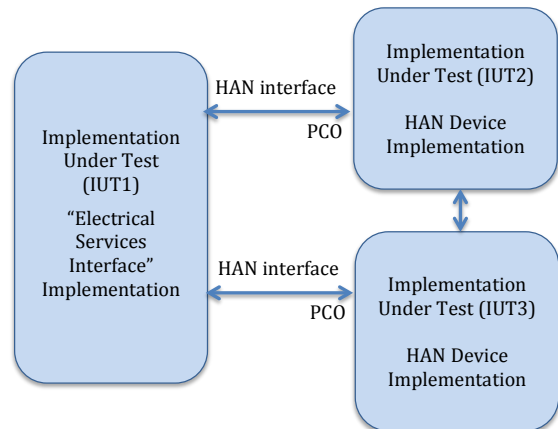 Implementation
Under Test
(IUT1)
“Electrical
Services
Interface”
Implementation
HAN interface
PCO
HAN interface
PCO
Implementation
Under Test (IUT2)
HAN Device
Implementation
Implementation
Under Test (IUT3)
HAN Device
Implementation